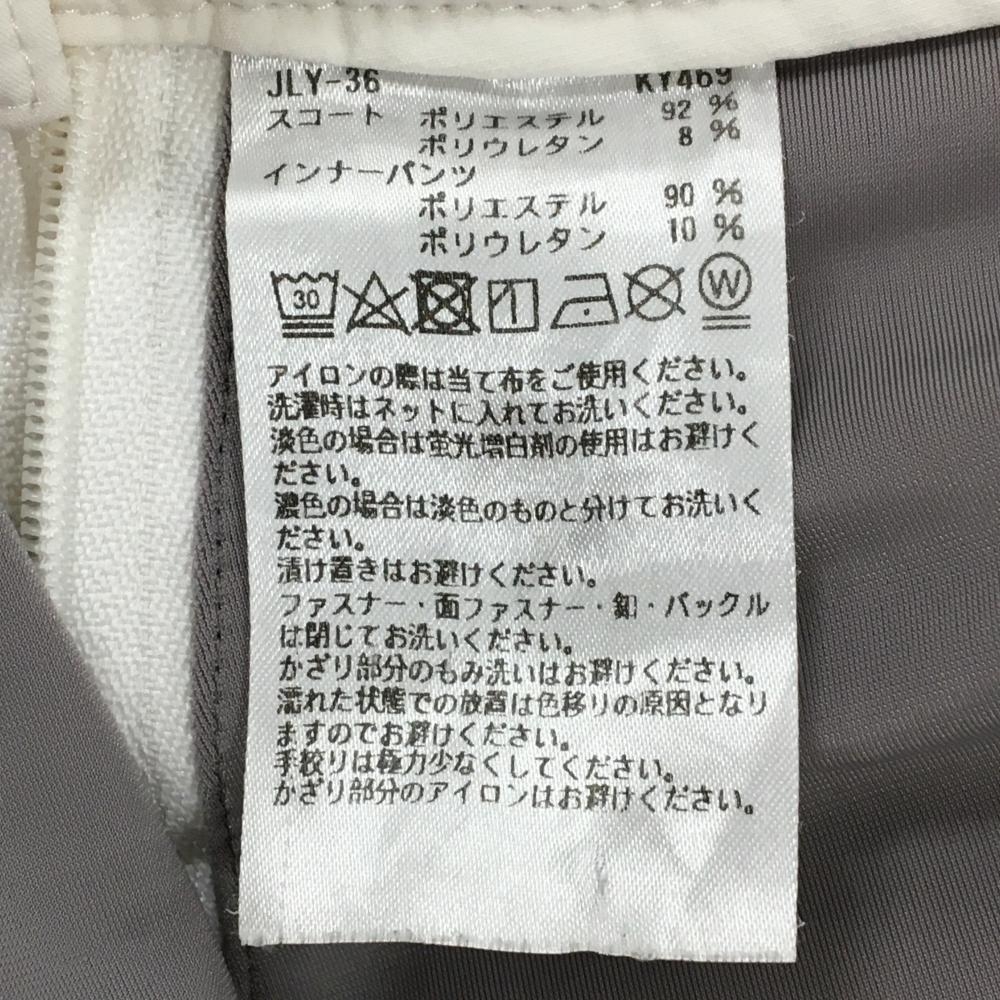 JLY-36 KY469
スコート ポリエステル 92 %
ポリウレタン 8 %
インナーパンツ
ポリエステル 90 %
ポリウレタン 10 %
30 W
アイロンの際は当て布をご使用ください。
洗濯時はネットに入れてお洗いください。
淡色の場合は蛍光増白剤の使用はお避けく
ださい。
濃色の場合は淡色のものと分けてお洗いく
ださい。
漬け置きはお避けください。
ファスナー・面ファスナー・釦・バックル
は閉じてお洗いください。
かざり部分のもみ洗いはお避けください。
濡れた状態での放置は色移りの原因となり
ますのでお避けください。
手絞りは極力少なくしてください。
かざり部分のアイロンはお避けください。